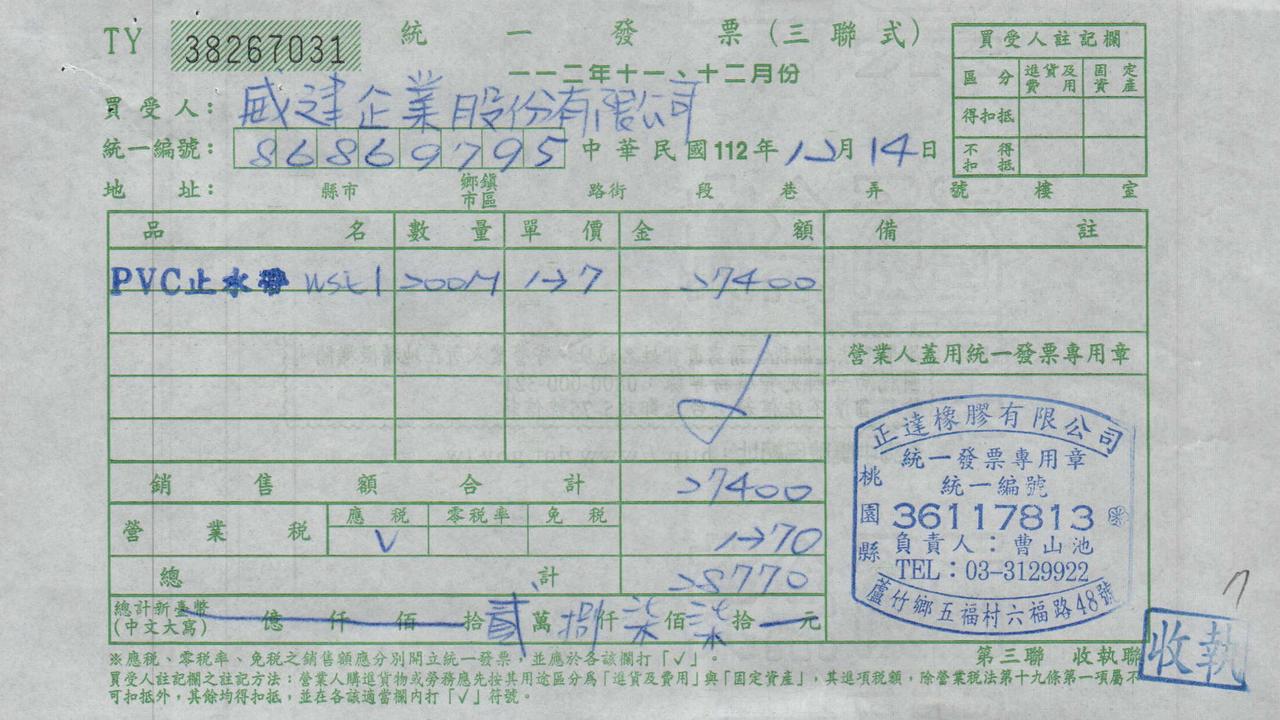 TY 38267031 統一發票(三聯式)
一一二年十一、十二月份
買受人註記欄
區分 進貨及費用 固定資產
得扣抵
不得扣抵
買受人: 威建企業股份有限公司
統一編號: 86869795 中華民國112年12月14日
地址: 縣市 鄉鎮市區 路街 段 巷 弄 號 樓 室
品名 數量 單價 金額 備註
PVC止水帶 200M 137 27400
營業人蓋用統一發票專用章
銷售額合計 27400
營業稅 應稅 V 零稅率 免稅 1370
總計 28770
總計新臺幣(中文大寫) 億 仟 佰 拾 貳 萬 捌 仟 柒 佰 柒 拾 元
正達橡膠有限公司
統一發票專用章
統一編號
36117813
負責人:曹山池
TEL:03-3129922
桃園縣
蘆竹鄉五福村六福路48號
※應稅、零稅率、免稅之銷售額應分別開立統一發票,並應於各該欄打「√」。
第三聯 收執聯
收執
買受人註記欄之註記方法:營業人購進貨物或勞務應先按其用途區分為「進貨及費用」與「固定資產」,其進項稅額,除營業稅法第十九條第一項屬不
可扣抵外,其餘均得扣抵,並在各該適當欄內打「√」符號。